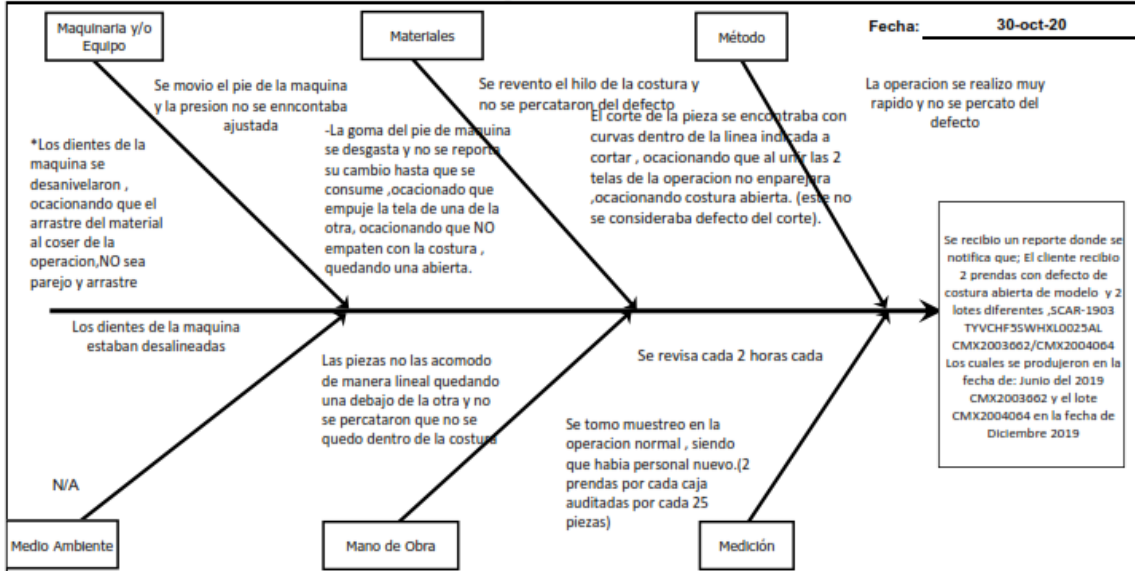 Maquinaria y/o
Equipo
Materiales
Método
Fecha: 30-oct-20
Se movio el pie de la maquina
y la presion no se enncontaba
ajustada
*Los dientes de la
maquina se
desanivelaron ,
ocacionando que el
arrastre del material
al coser de la
operacion,NO sea
parejo y arrastre
-La goma del pie de maquina
se desgasta y no se reporta
su cambio hasta que se
consume ,ocacionado que
empuje la tela de una de la
otra, ocacionando que NO
empaten con la costura ,
quedando una abierta.
Se revento el hilo de la costura y
no se percataron del defecto
El corte de la pieza se encontraba con
curvas dentro de la linea indicada a
cortar , ocacionando que al unir las 2
telas de la operacion no enparejara
,ocacionando costura abierta. (este no
se consideraba defecto del corte).
La operacion se realizo muy
rapido y no se percato del
defecto
Se recibio un reporte donde se
notifica que; El cliente recibio
2 prendas con defecto de
costura abierta de modelo y 2
lotes diferentes ,SCAR-1903
TYVCHF5SWHXL0025AL
CMX2003662/CMX2004064
Los cuales se produjeron en la
fecha de: Junio del 2019
CMX2003662 y el lote
CMX2004064 en la fecha de
Diciembre 2019
Los dientes de la maquina
estaban desalineadas
Las piezas no las acomodo
de manera lineal quedando
una debajo de la otra y no
se percataron que no se
quedo dentro de la costura
Se revisa cada 2 horas cada
Se tomo muestreo en la
operacion normal , siendo
que habia personal nuevo.(2
prendas por cada caja
auditadas por cada 25
piezas)
N/A
Medio Ambiente
Mano de Obra
Medición